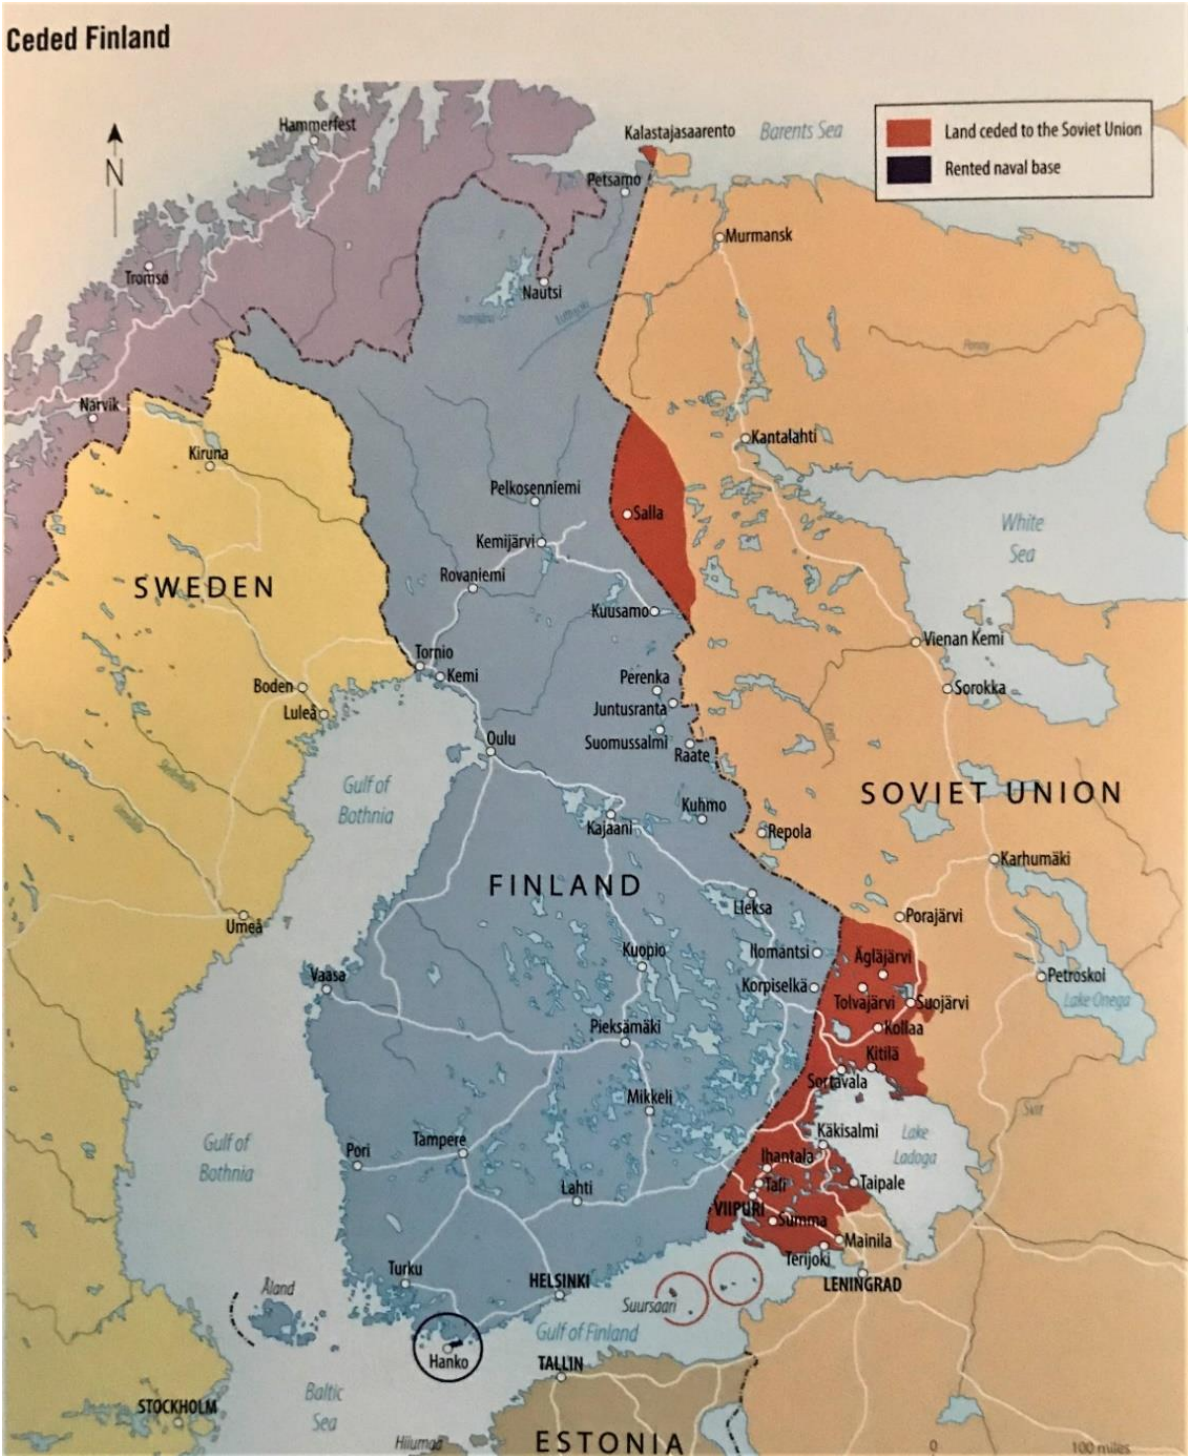 Ceded Finland
Land ceded to the Soviet Union
Rented naval base
N
Hammerfest
Kalastajasaarento
Barents Sea
Petsamo
Murmansk
Tromsø
Nautsi
Ponoy
Narvik
Kantalahti
Kiruna
Pelkosenniemi
Salla
White
Sea
Kemijärvi
SWEDEN
Rovaniemi
Kuusamo
Vienan Kemi
Tornio
Kemi
Perenka
Boden
Sorokka
Luleå
Juntusranta
Oulu
Suomussalmi
Raate
Gulf of
Bothnia
SOVIET UNION
Kuhmo
Kajaani
Repola
Karhumäki
FINLAND
Lieksa
Porajärvi
Umeå
Kuopio
Ilomantsi
Ägläjärvi
Vaasa
Korpiselkä
Petroskoi
Tolvajärvi
Suojärvi
Lake Onega
Pieksämäki
Kollaa
Kitilä
Sortavala
Mikkeli
Svir
Gulf of
Bothnia
Tampere
Käkisalmi
Lake
Ladoga
Pori
Ihantala
Tali
Taipale
Lahti
VIIPURI
Summa
Mainila
Terijoki
Turku
HELSINKI
LENINGRAD
Åland
Suursaari
Gulf of Finland
Hanko
TALLIN
Baltic
Sea
STOCKHOLM
Hiiumaa
ESTONIA
0
100 miles